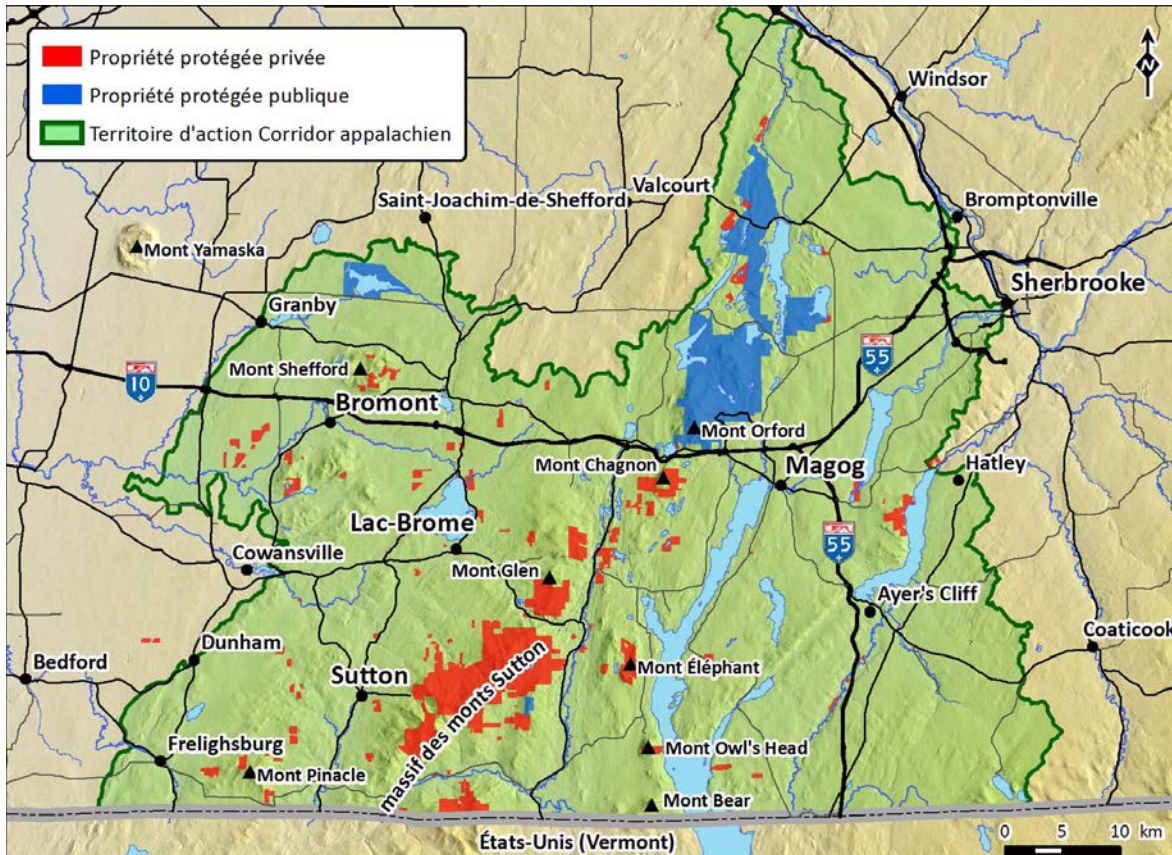 Propriété protégée privée
Propriété protégée publique
Territoire d'action Corridor appalachien
N
Windsor
Valcourt
Saint-Joachim-de-Shefford
Bromptonville
Mont Yamaska
Sherbrooke
Granby
55
Mont Shefford
10
Bromont
Mont Orford
Mont Chagnon
Magog
Hatley
Lac-Brome
55
Cowansville
Mont Glen
Ayer's Cliff
Dunham
Coaticook
Bedford
Mont Éléphant
Sutton
massif des monts Sutton
Frelighsburg
Mont Owl's Head
Mont Pinacle
Mont Bear
États-Unis (Vermont)
0 5 10 km